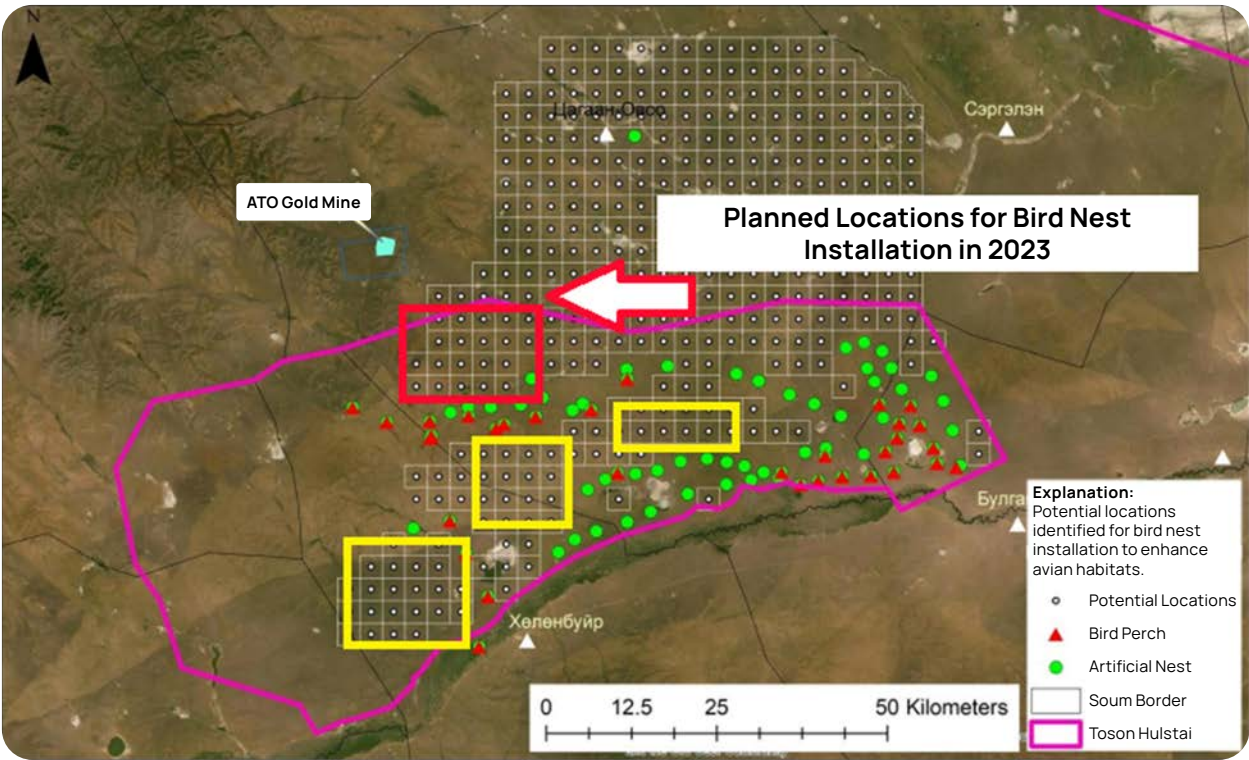 N
Цагаан-Овоо
Сэргэлэн
ATO Gold Mine
Planned Locations for Bird Nest
Installation in 2023
Explanation:
Potential locations
identified for bird nest
installation to enhance
avian habitats.
Potential Locations
Bird Perch
Artificial Nest
Soum Border
Toson Hulstai
Булга
Хөлөнбуйр
0 12.5 25 50 Kilometers